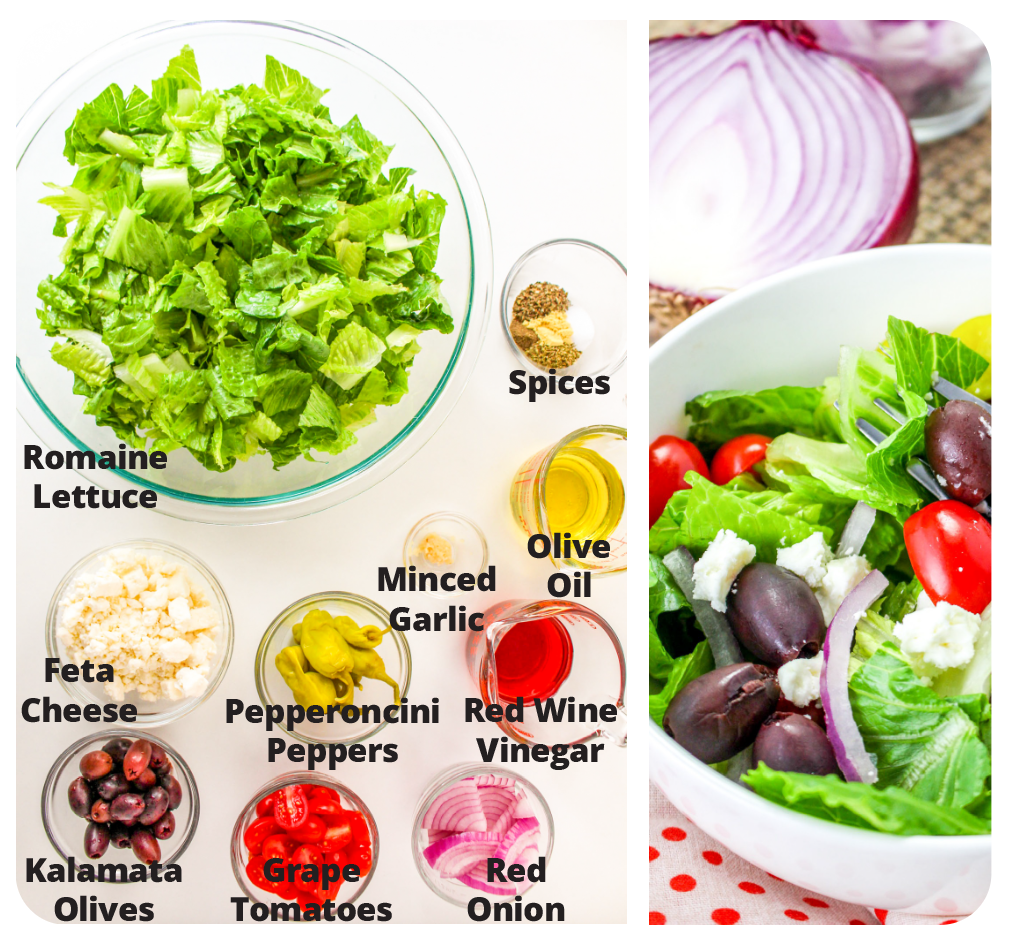 Spices
Romaine
Lettuce
Olive
Oil
Minced
Garlic
Feta
Cheese
Pepperoncini
Peppers
Red Wine
Vinegar
Kalamata
Olives
Grape
Tomatoes
Red
Onion